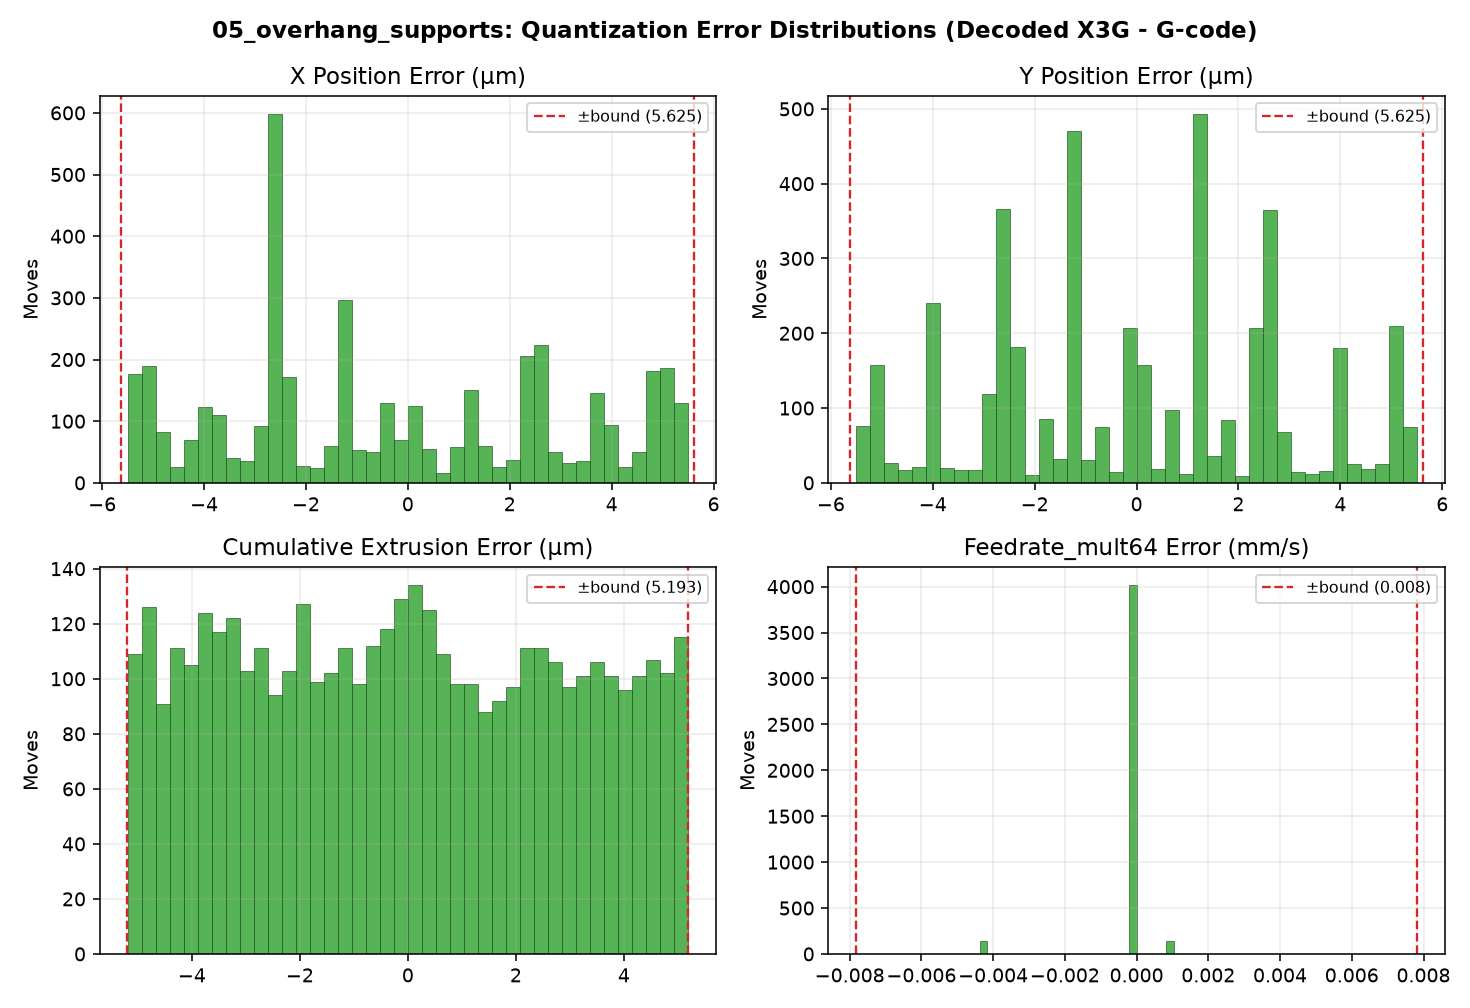 05_overhang_supports: Quantization Error Distributions (Decoded X3G - G-code)
X Position Error (µm)
±bound (5.625)
Moves
600
500
400
300
200
100
0
−6 −4 −2 0 2 4 6
Y Position Error (µm)
±bound (5.625)
Moves
500
400
300
200
100
0
−6 −4 −2 0 2 4 6
Cumulative Extrusion Error (µm)
±bound (5.193)
Moves
140
120
100
80
60
40
20
0
−4 −2 0 2 4
Feedrate_mult64 Error (mm/s)
±bound (0.008)
Moves
4000
3500
3000
2500
2000
1500
1000
500
0
−0.008 −0.006 −0.004 −0.002 0.000 0.002 0.004 0.006 0.008